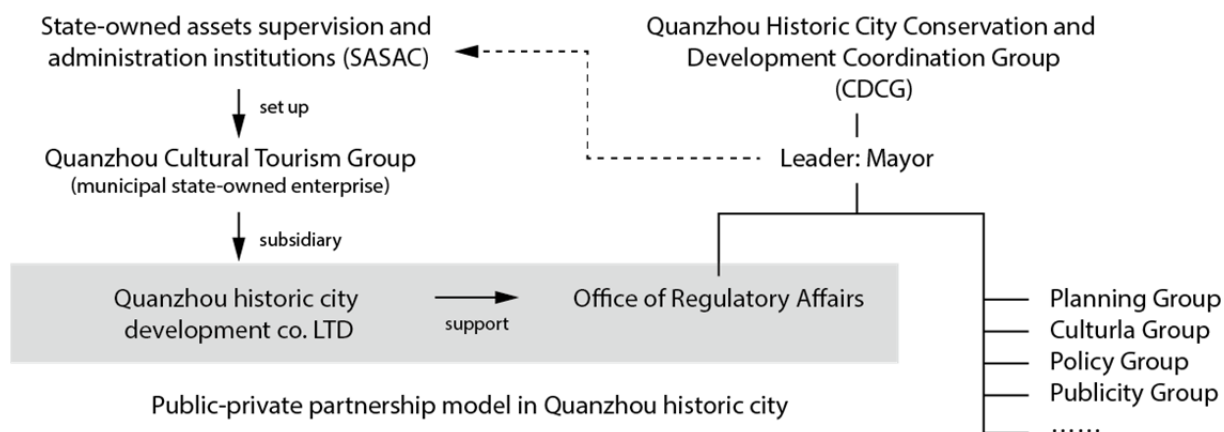 State-owned assets supervision and
administration institutions (SASAC)
set up
Quanzhou Cultural Tourism Group
(municipal state-owned enterprise)
subsidiary
Quanzhou historic city
development co. LTD
support
Quanzhou Historic City Conservation and
Development Coordination Group
(CDCG)
Leader: Mayor
Office of Regulatory Affairs
Planning Group
Culturla Group
Policy Group
Publicity Group
……
Public-private partnership model in Quanzhou historic city